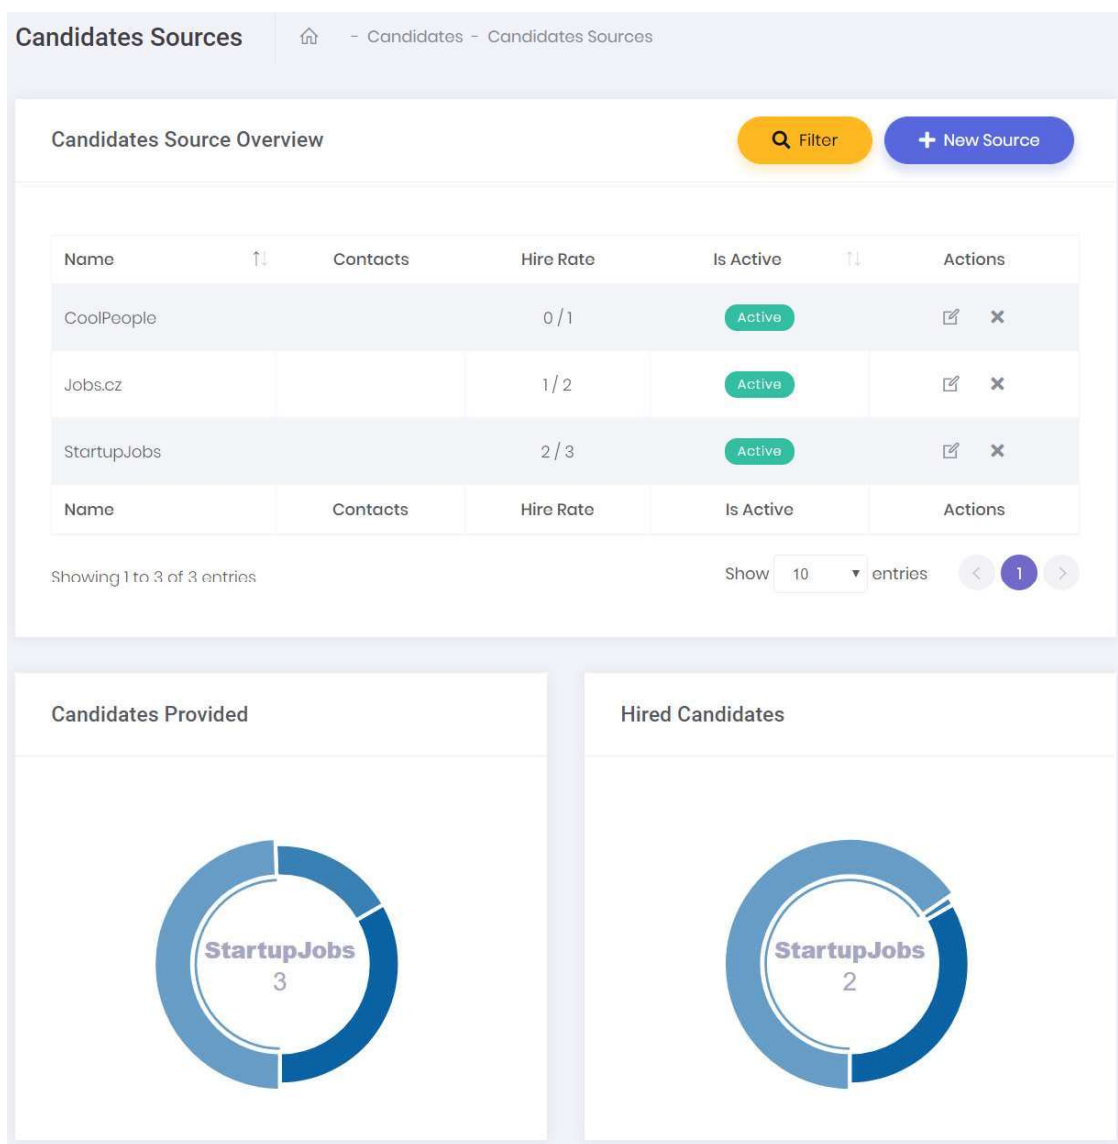 Candidates Sources - Candidates - Candidates Sources
Candidates Source Overview Filter + New Source
Name Contacts Hire Rate Is Active Actions
CoolPeople 0 / 1 Active
Jobs.cz 1 / 2 Active
StartupJobs 2 / 3 Active
Name Contacts Hire Rate Is Active Actions
Showing 1 to 3 of 3 entries Show 10 entries < 1 >
Candidates Provided
StartupJobs
3
Hired Candidates
StartupJobs
2